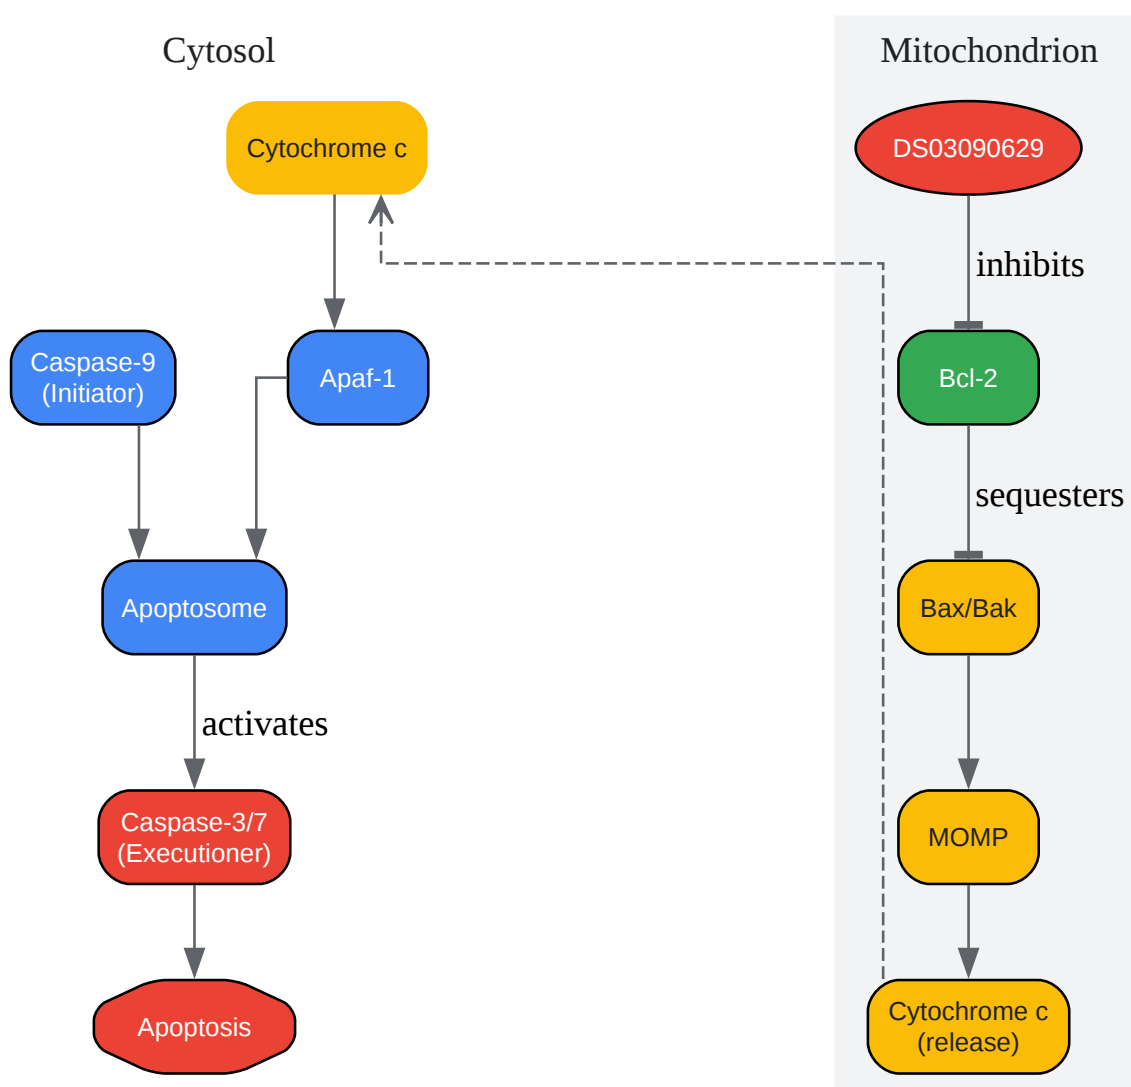 Cytosol
Mitochondrion
Cytochrome c
DS03090629
inhibits
Caspase-9
(Initiator)
Apaf-1
Bcl-2
sequesters
Apoptosome
Bax/Bak
activates
Caspase-3/7
(Executioner)
MOMP
Apoptosis
Cytochrome c
(release)